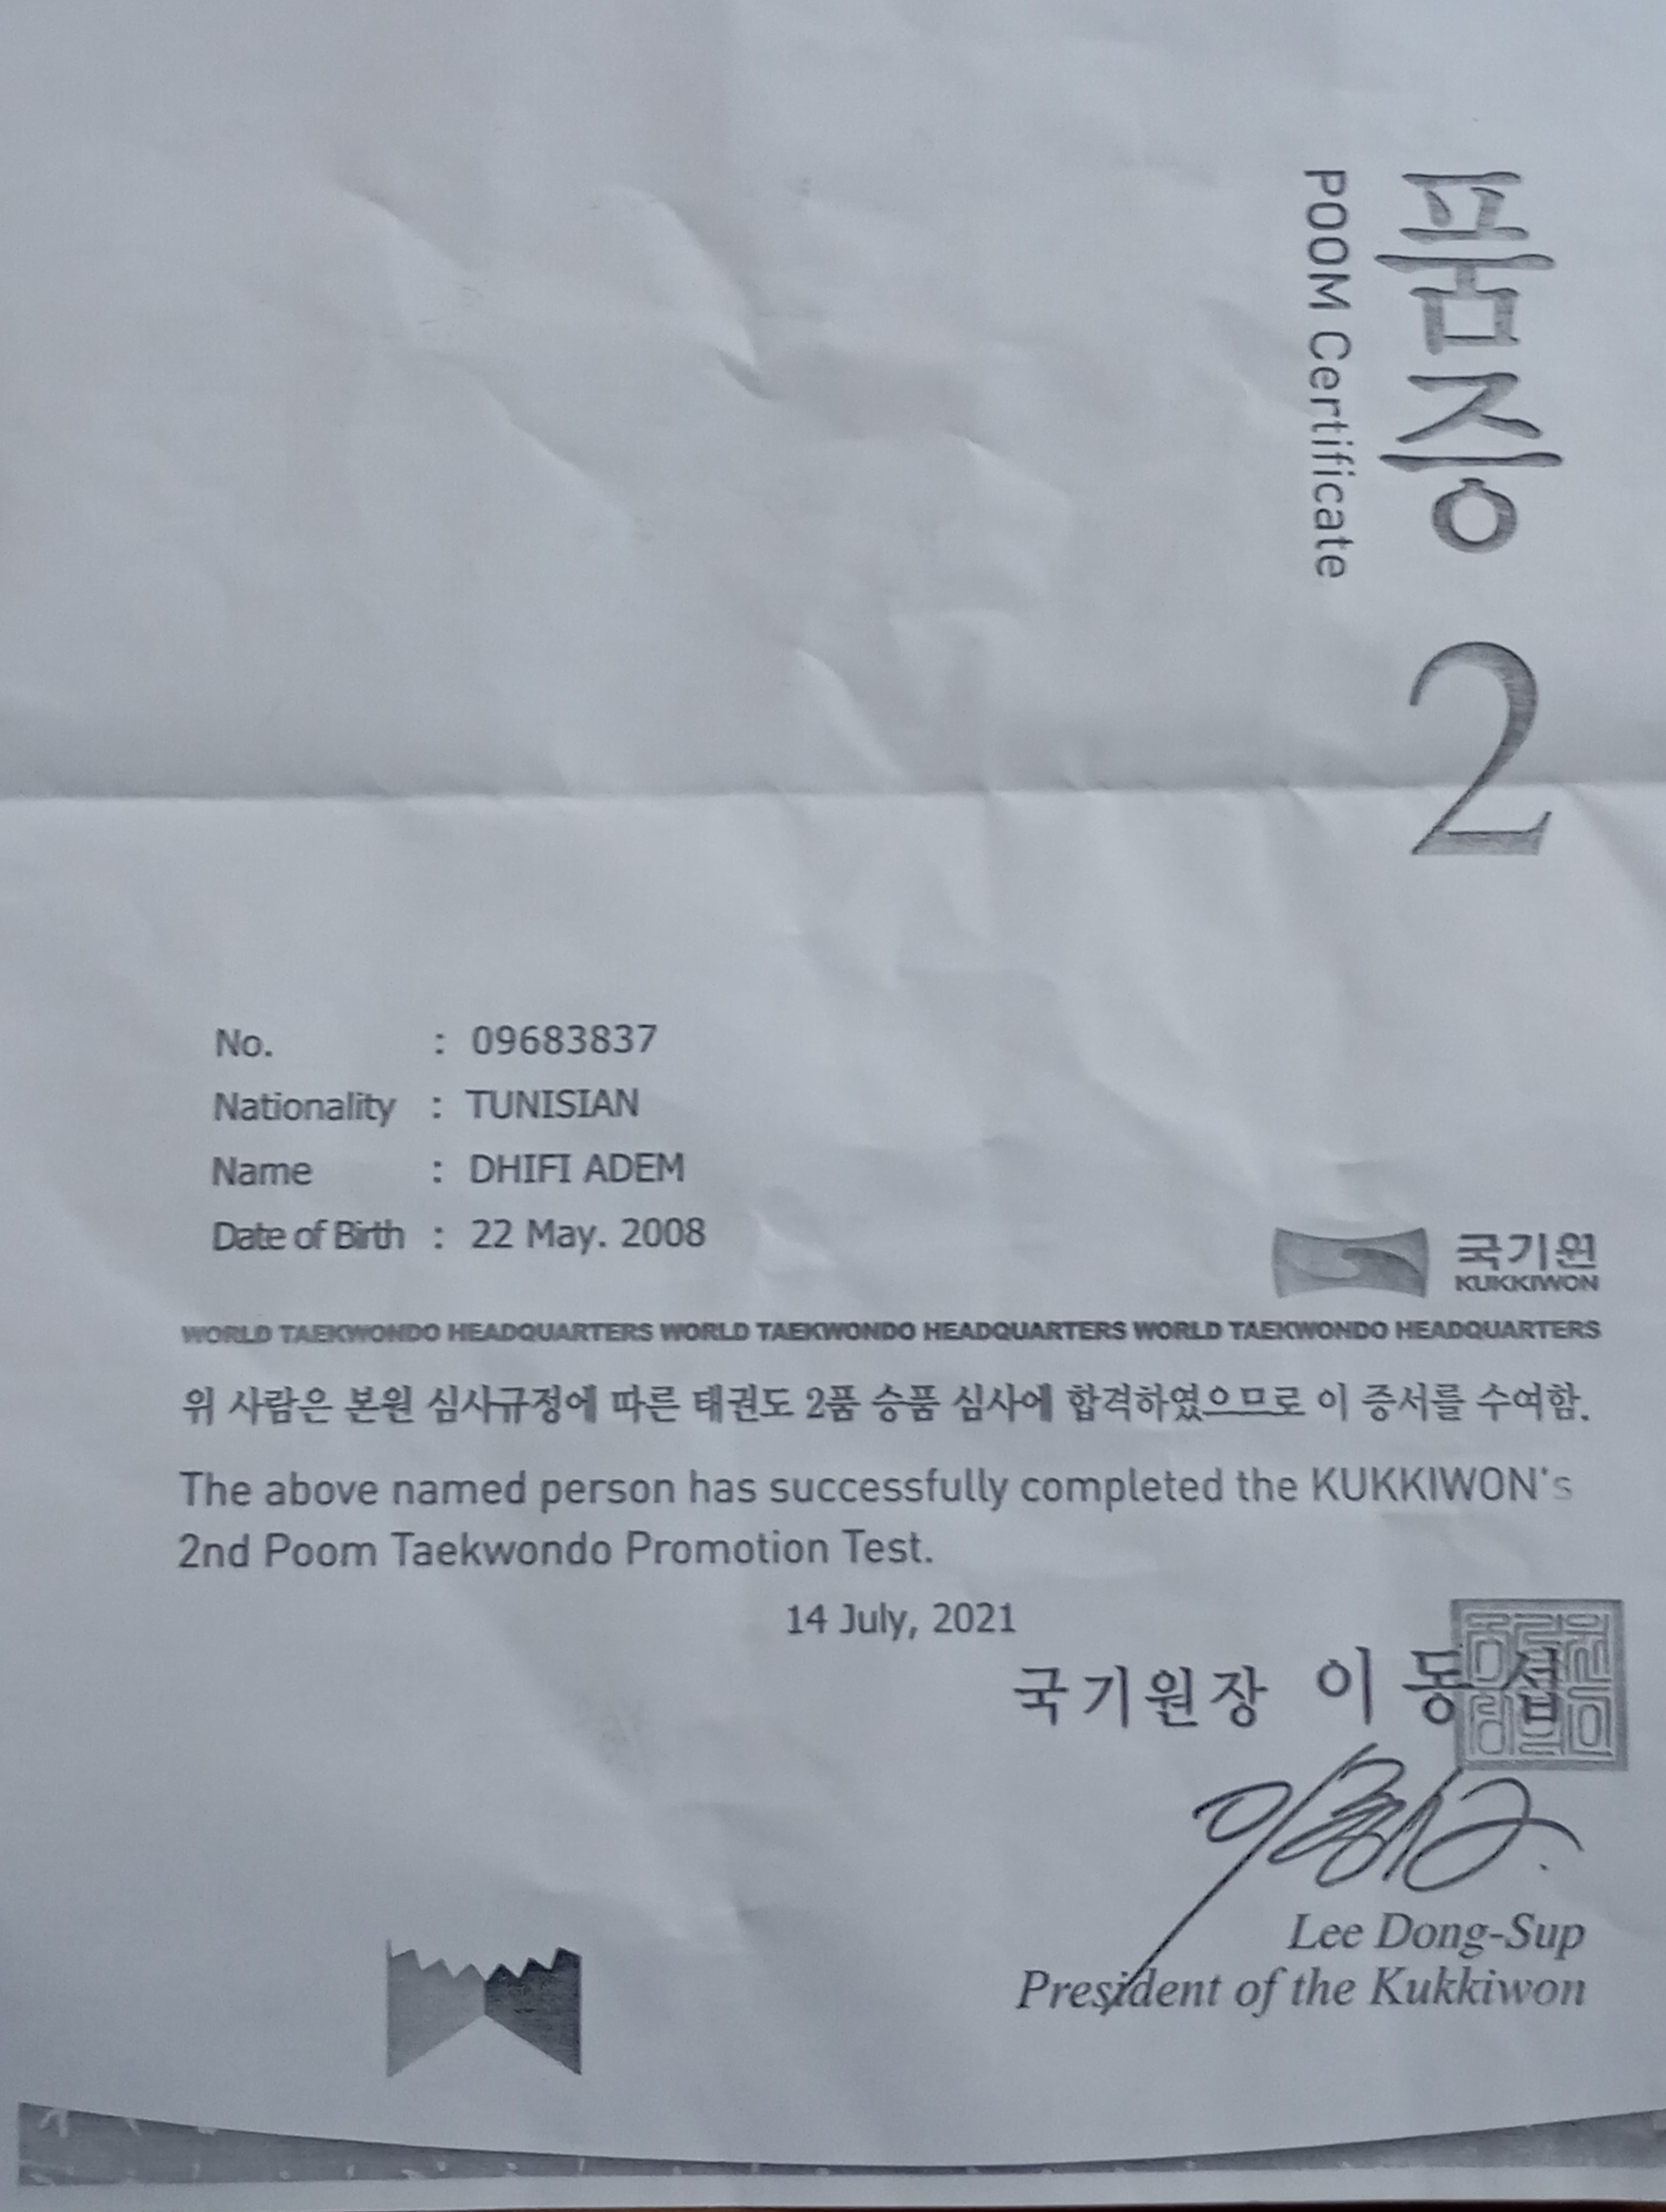 품증
POOM Certificate
2
No. : 09683837
Nationality : TUNISIAN
Name : DHIFI ADEM
Date of Birth : 22 May. 2008
국기원
KUKKIWON
WORLD TAEKWONDO HEADQUARTERS WORLD TAEKWONDO HEADQUARTERS WORLD TAEKWONDO HEADQUARTERS
위 사람은 본원 심사규정에 따른 태권도 2품 승품 심사에 합격하였으므로 이 증서를 수여함.
The above named person has successfully completed the KUKKIWON's
2nd Poom Taekwondo Promotion Test.
14 July, 2021
국기원장 이 동 섭
Lee Dong-Sup
President of the Kukkiwon